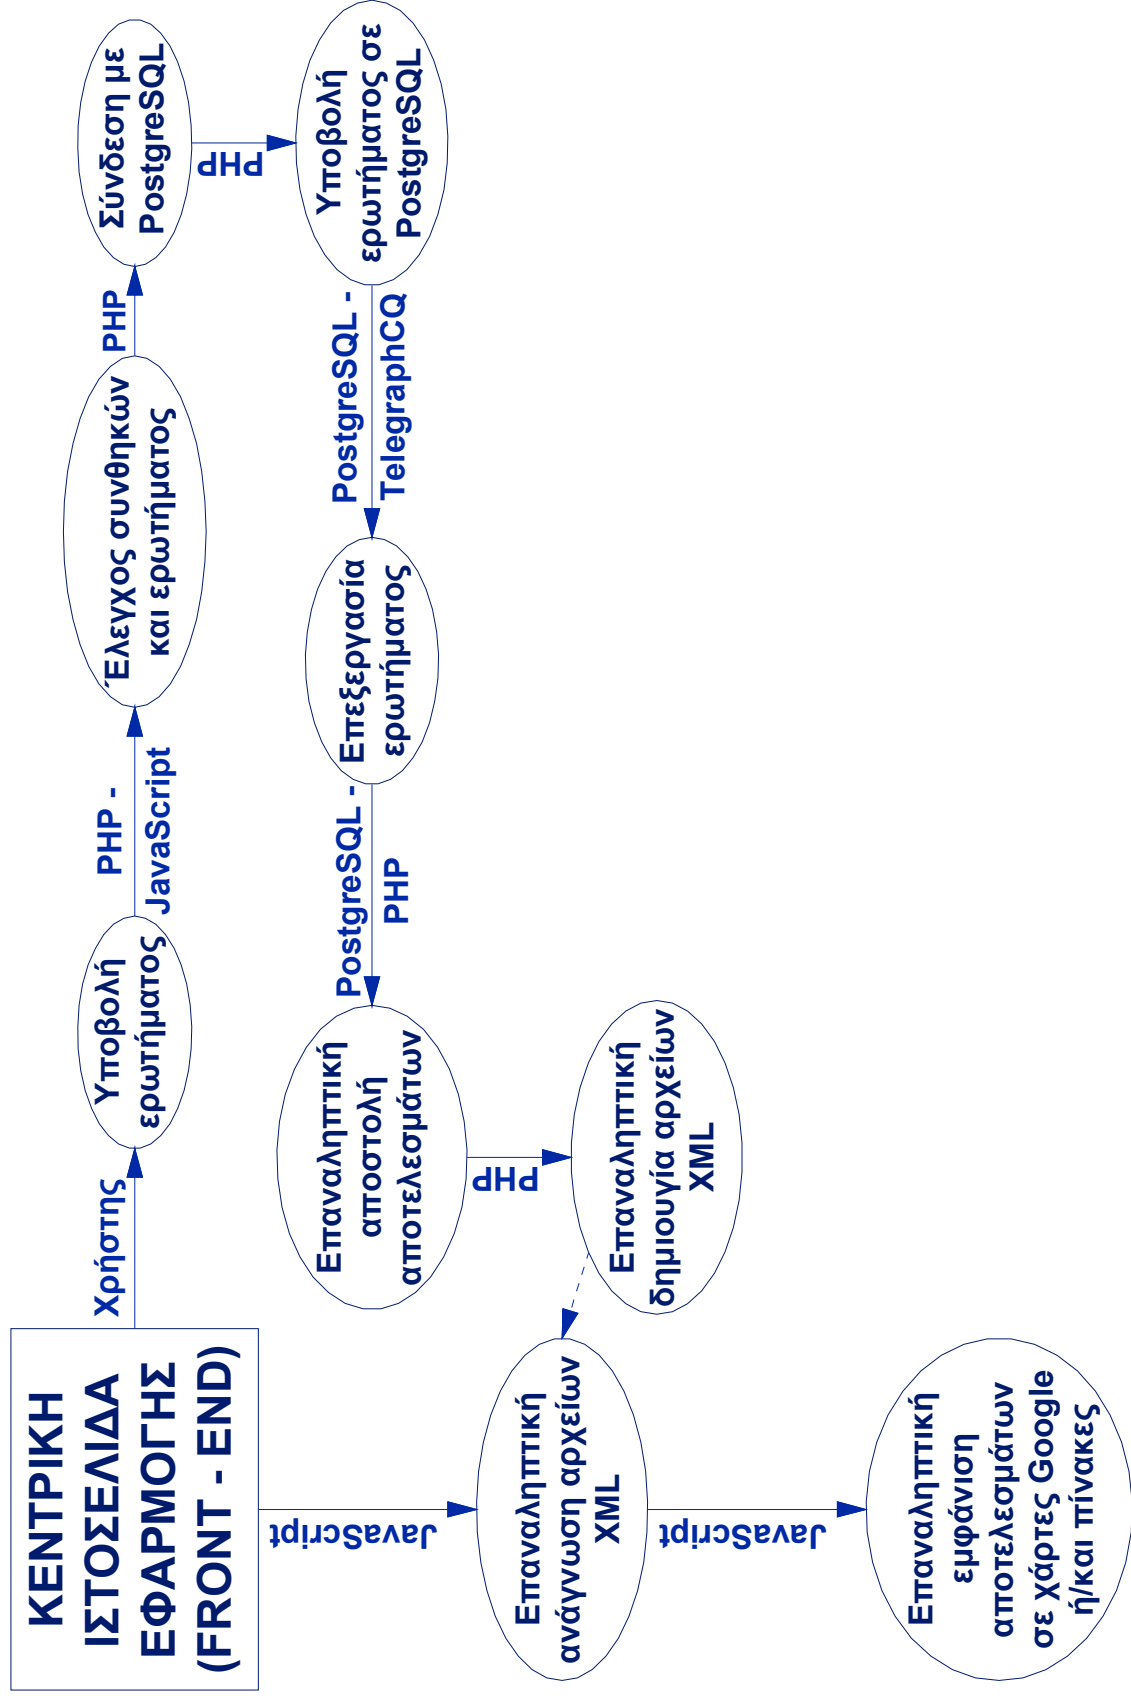 ΚΕΝΤΡΙΚΗ
ΙΣΤΟΣΕΛΙΔΑ
ΕΦΑΡΜΟΓΗΣ
(FRONT - END)
Χρήστης
Υποβολή
ερωτήματος
PHP -
JavaScript
Έλεγχος συνθηκών
και ερωτήματος
PHP
Σύνδεση με
PostgreSQL
PHP
Υποβολή
ερωτήματος σε
PostgreSQL
PostgreSQL -
TelegraphCQ
Επεξεργασία
ερωτήματος
PostgreSQL -
PHP
Επαναληπτική
αποστολή
αποτελεσμάτων
PHP
Επαναληπτική
δημιουγία αρχείων
XML
JavaScript
Επαναληπτική
ανάγνωση αρχείων
XML
JavaScript
Επαναληπτική
εμφάνιση
αποτελεσμάτων
σε χάρτες Google
ή/και πίνακες